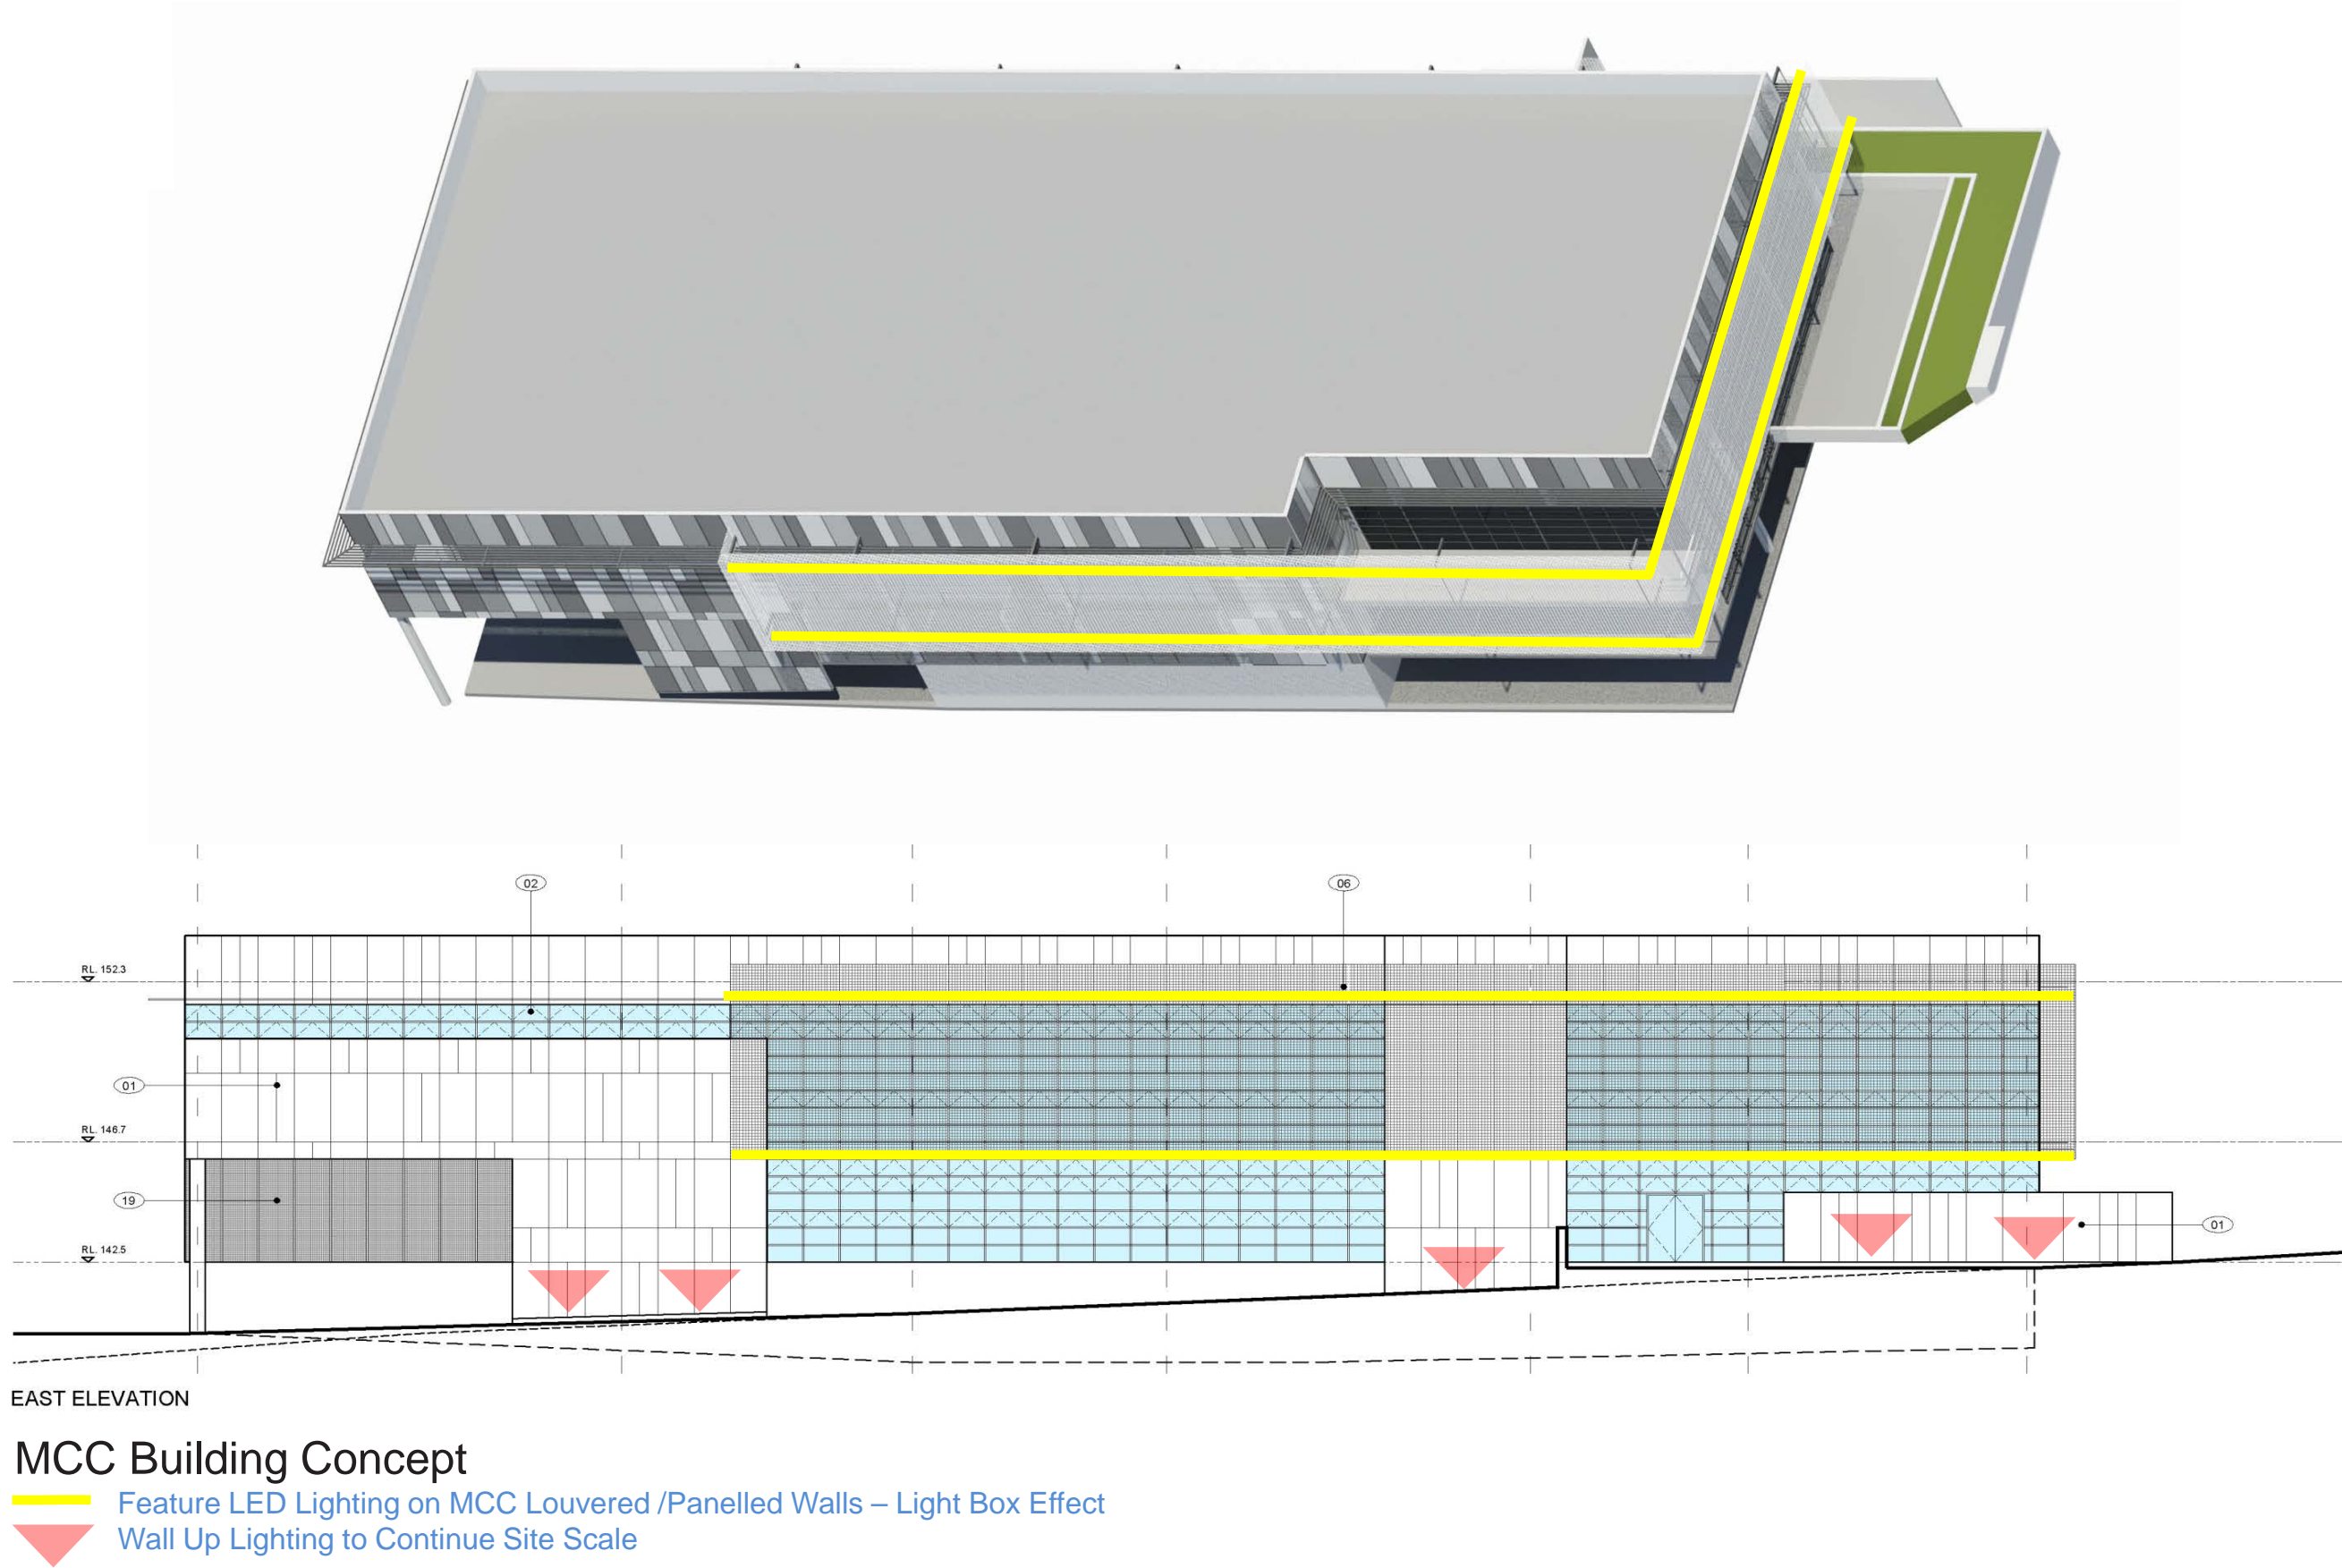 02
06
RL. 152.3
01
RL. 146.7
19
RL. 142.5
01
EAST ELEVATION
MCC Building Concept
Feature LED Lighting on MCC Louvered /Panelled Walls – Light Box Effect
Wall Up Lighting to Continue Site Scale